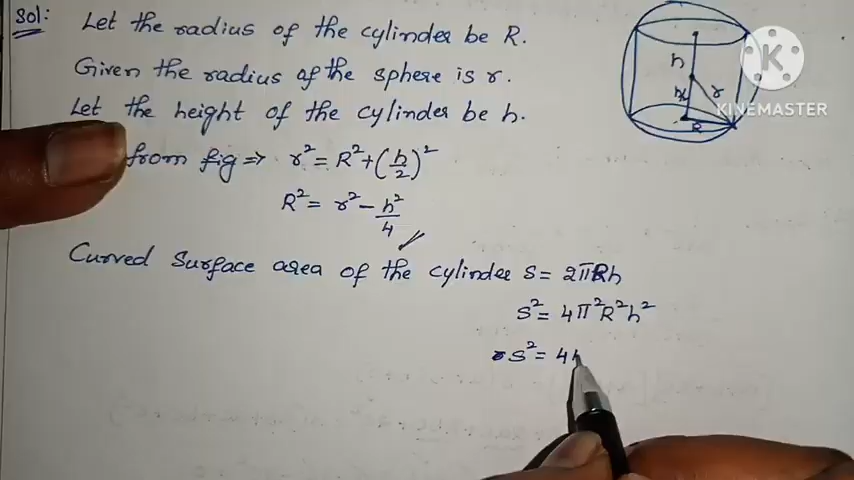 Sol:
Let the radius of the cylinder be R.
Given the radius of the sphere is r.
Let the height of the cylinder be h.
from fig => r² = R² + (h/2)²
R² = r² - h²/4
Curved Surface area of the cylinder S = 2πRh
S² = 4π²R²h²
S² = 4
h
r
R
K
KINEMASTER